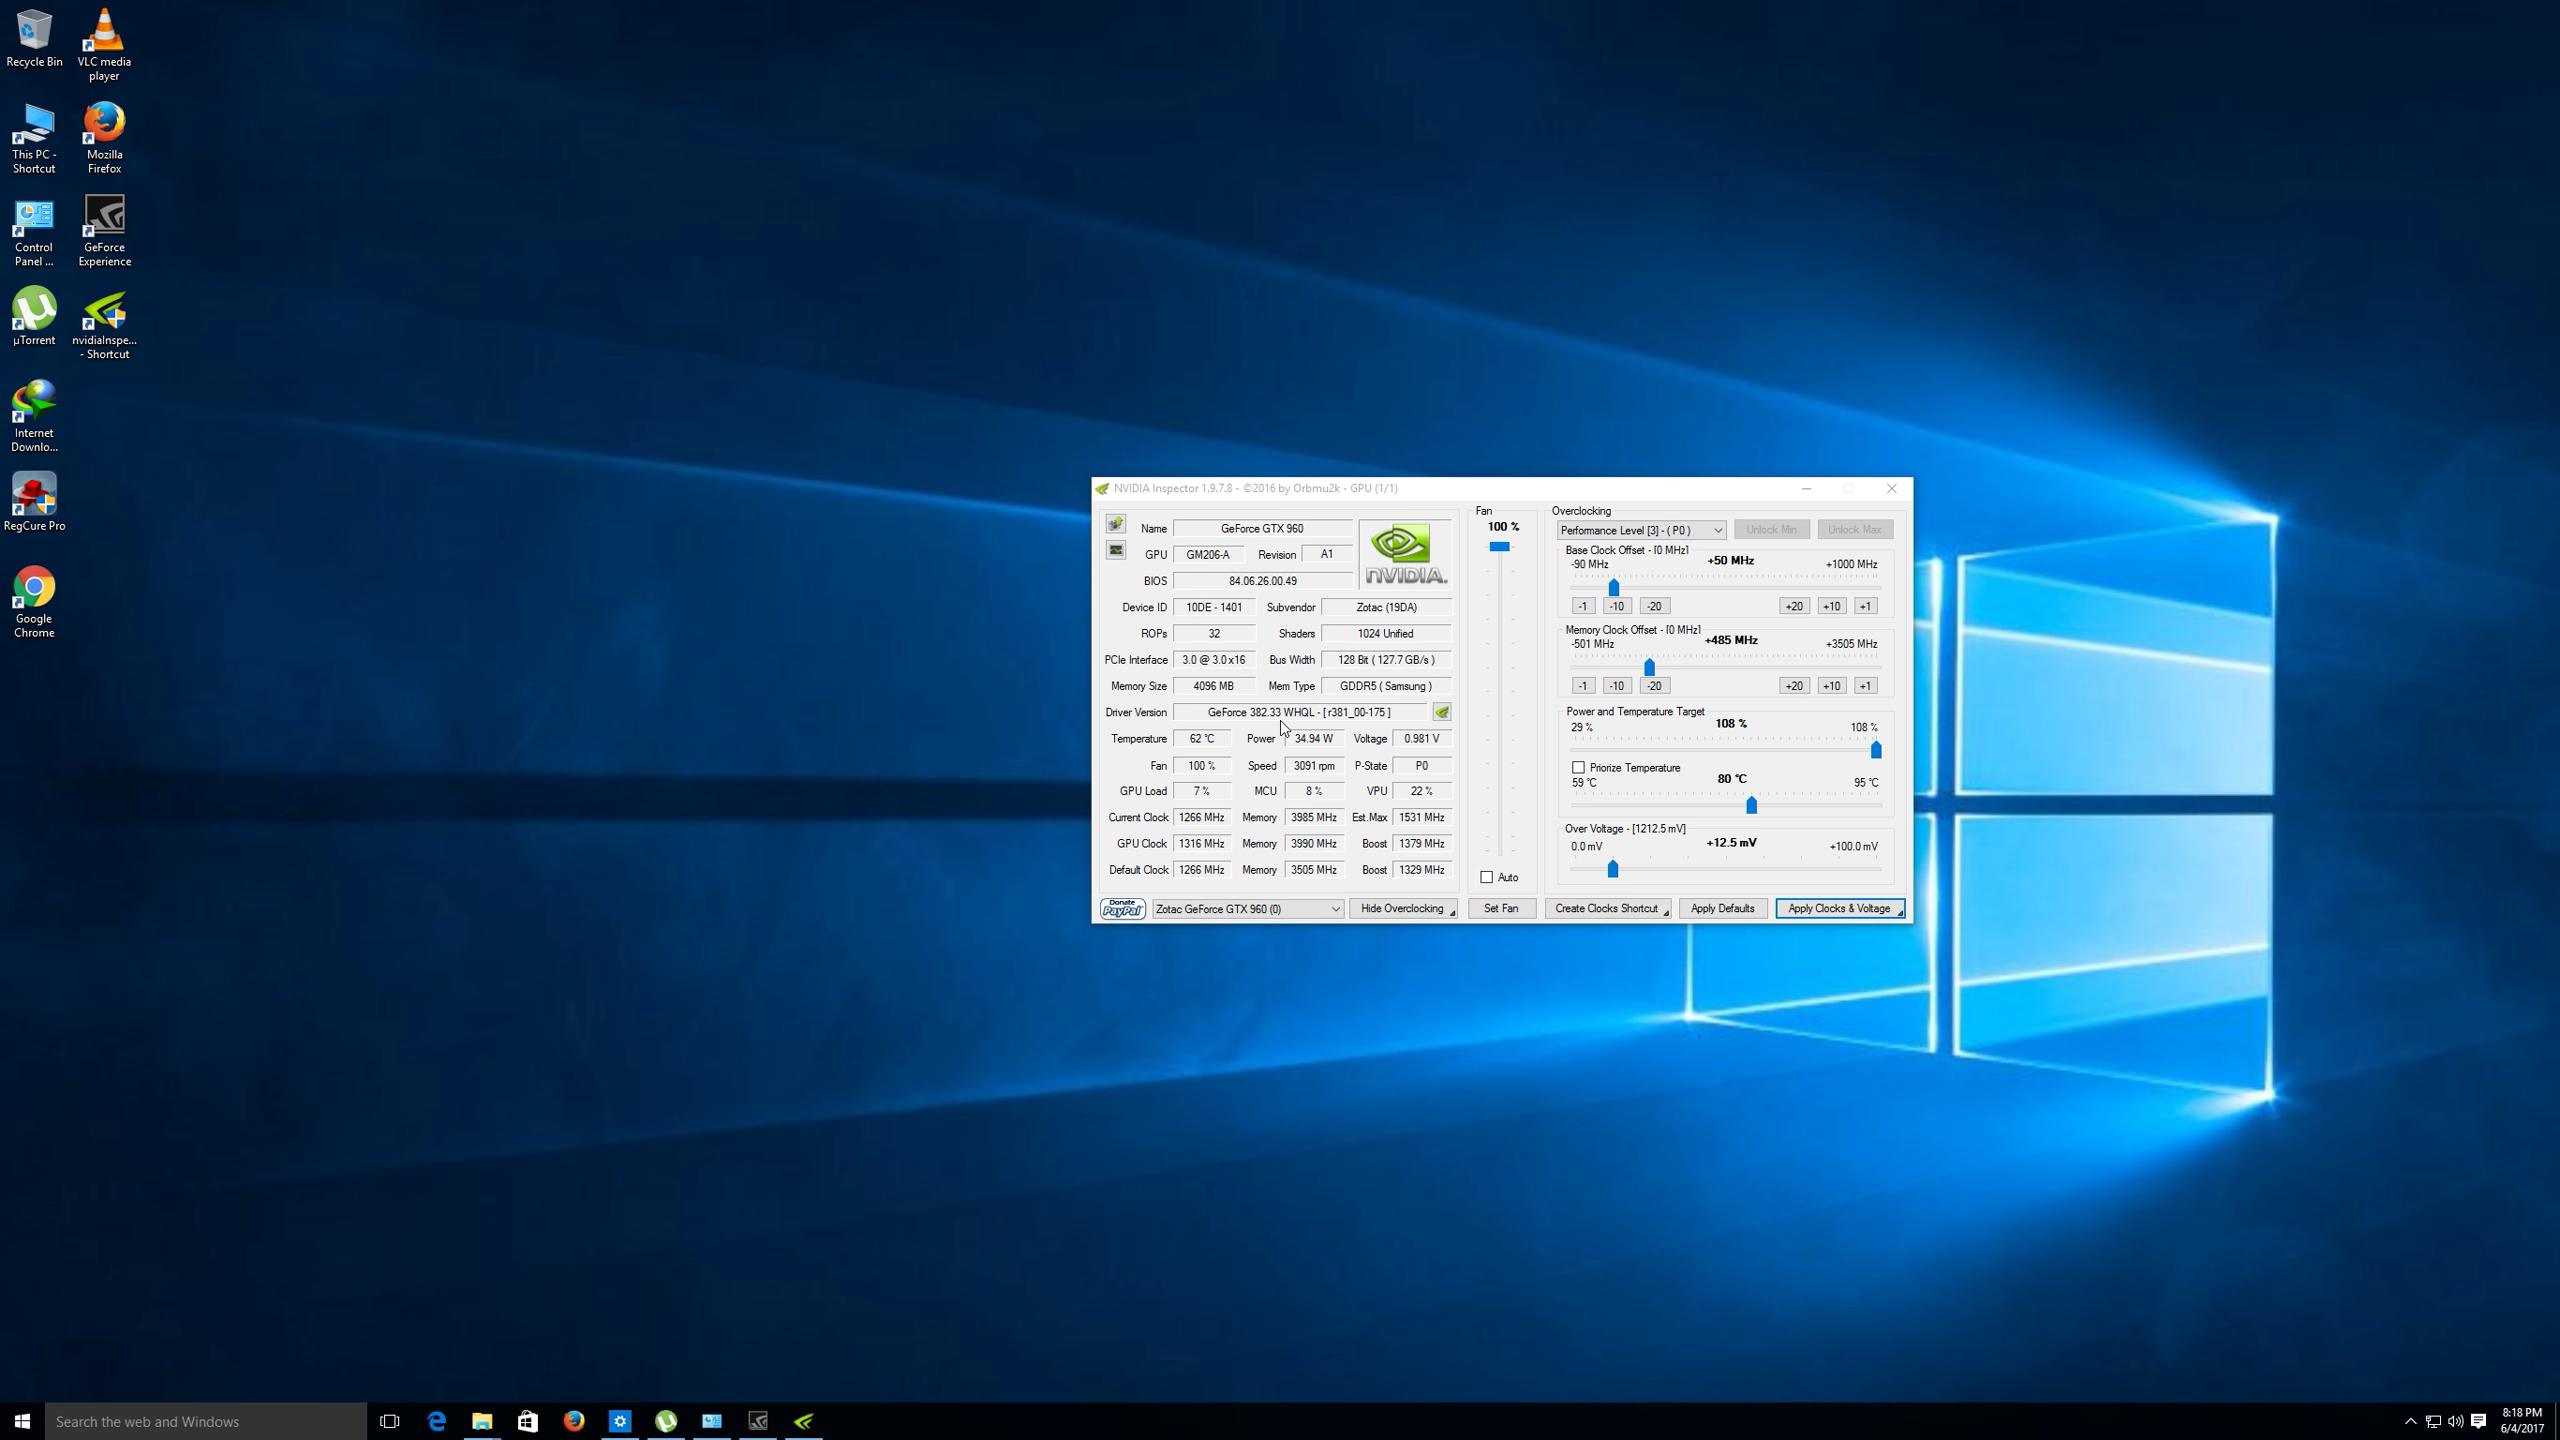 Recycle Bin
VLC media
player
This PC -
Shortcut
Mozilla
Firefox
Control
Panel ...
GeForce
Experience
µTorrent
nvidiaInspe...
- Shortcut
Internet
Downlo...
RegCure Pro
Google
Chrome
NVIDIA Inspector 1.9.7.8 - ©2016 by Orbmu2k - GPU (1/1)
Name GeForce GTX 960
GPU GM206-A Revision A1
BIOS 84.06.26.00.49
nVIDIA.
Device ID 10DE - 1401 Subvendor Zotac (19DA)
ROPs 32 Shaders 1024 Unified
PCIe Interface 3.0 @ 3.0 x16 Bus Width 128 Bit ( 127.7 GB/s )
Memory Size 4096 MB Mem Type GDDR5 ( Samsung )
Driver Version GeForce 382.33 WHQL - [ r381_00-175 ]
Temperature 62 °C Power 34.94 W Voltage 0.981 V
Fan 100 % Speed 3091 rpm P-State P0
GPU Load 7 % MCU 8 % VPU 22 %
Current Clock 1266 MHz Memory 3985 MHz Est.Max 1531 MHz
GPU Clock 1316 MHz Memory 3990 MHz Boost 1379 MHz
Default Clock 1266 MHz Memory 3505 MHz Boost 1329 MHz
Donate
PayPal
Zotac GeForce GTX 960 (0)
Hide Overclocking
Fan
100 %
Auto
Set Fan
Overclocking
Performance Level [3] - ( P0 ) Unlock Min Unlock Max
Base Clock Offset - [0 MHz]
-90 MHz +50 MHz +1000 MHz
-1 -10 -20 +20 +10 +1
Memory Clock Offset - [0 MHz]
-501 MHz +485 MHz +3505 MHz
-1 -10 -20 +20 +10 +1
Power and Temperature Target
29 % 108 % 108 %
Priorize Temperature
59 °C 80 °C 95 °C
Over Voltage - [1212.5 mV]
0.0 mV +12.5 mV +100.0 mV
Create Clocks Shortcut Apply Defaults Apply Clocks & Voltage
Search the web and Windows
8:18 PM
6/4/2017